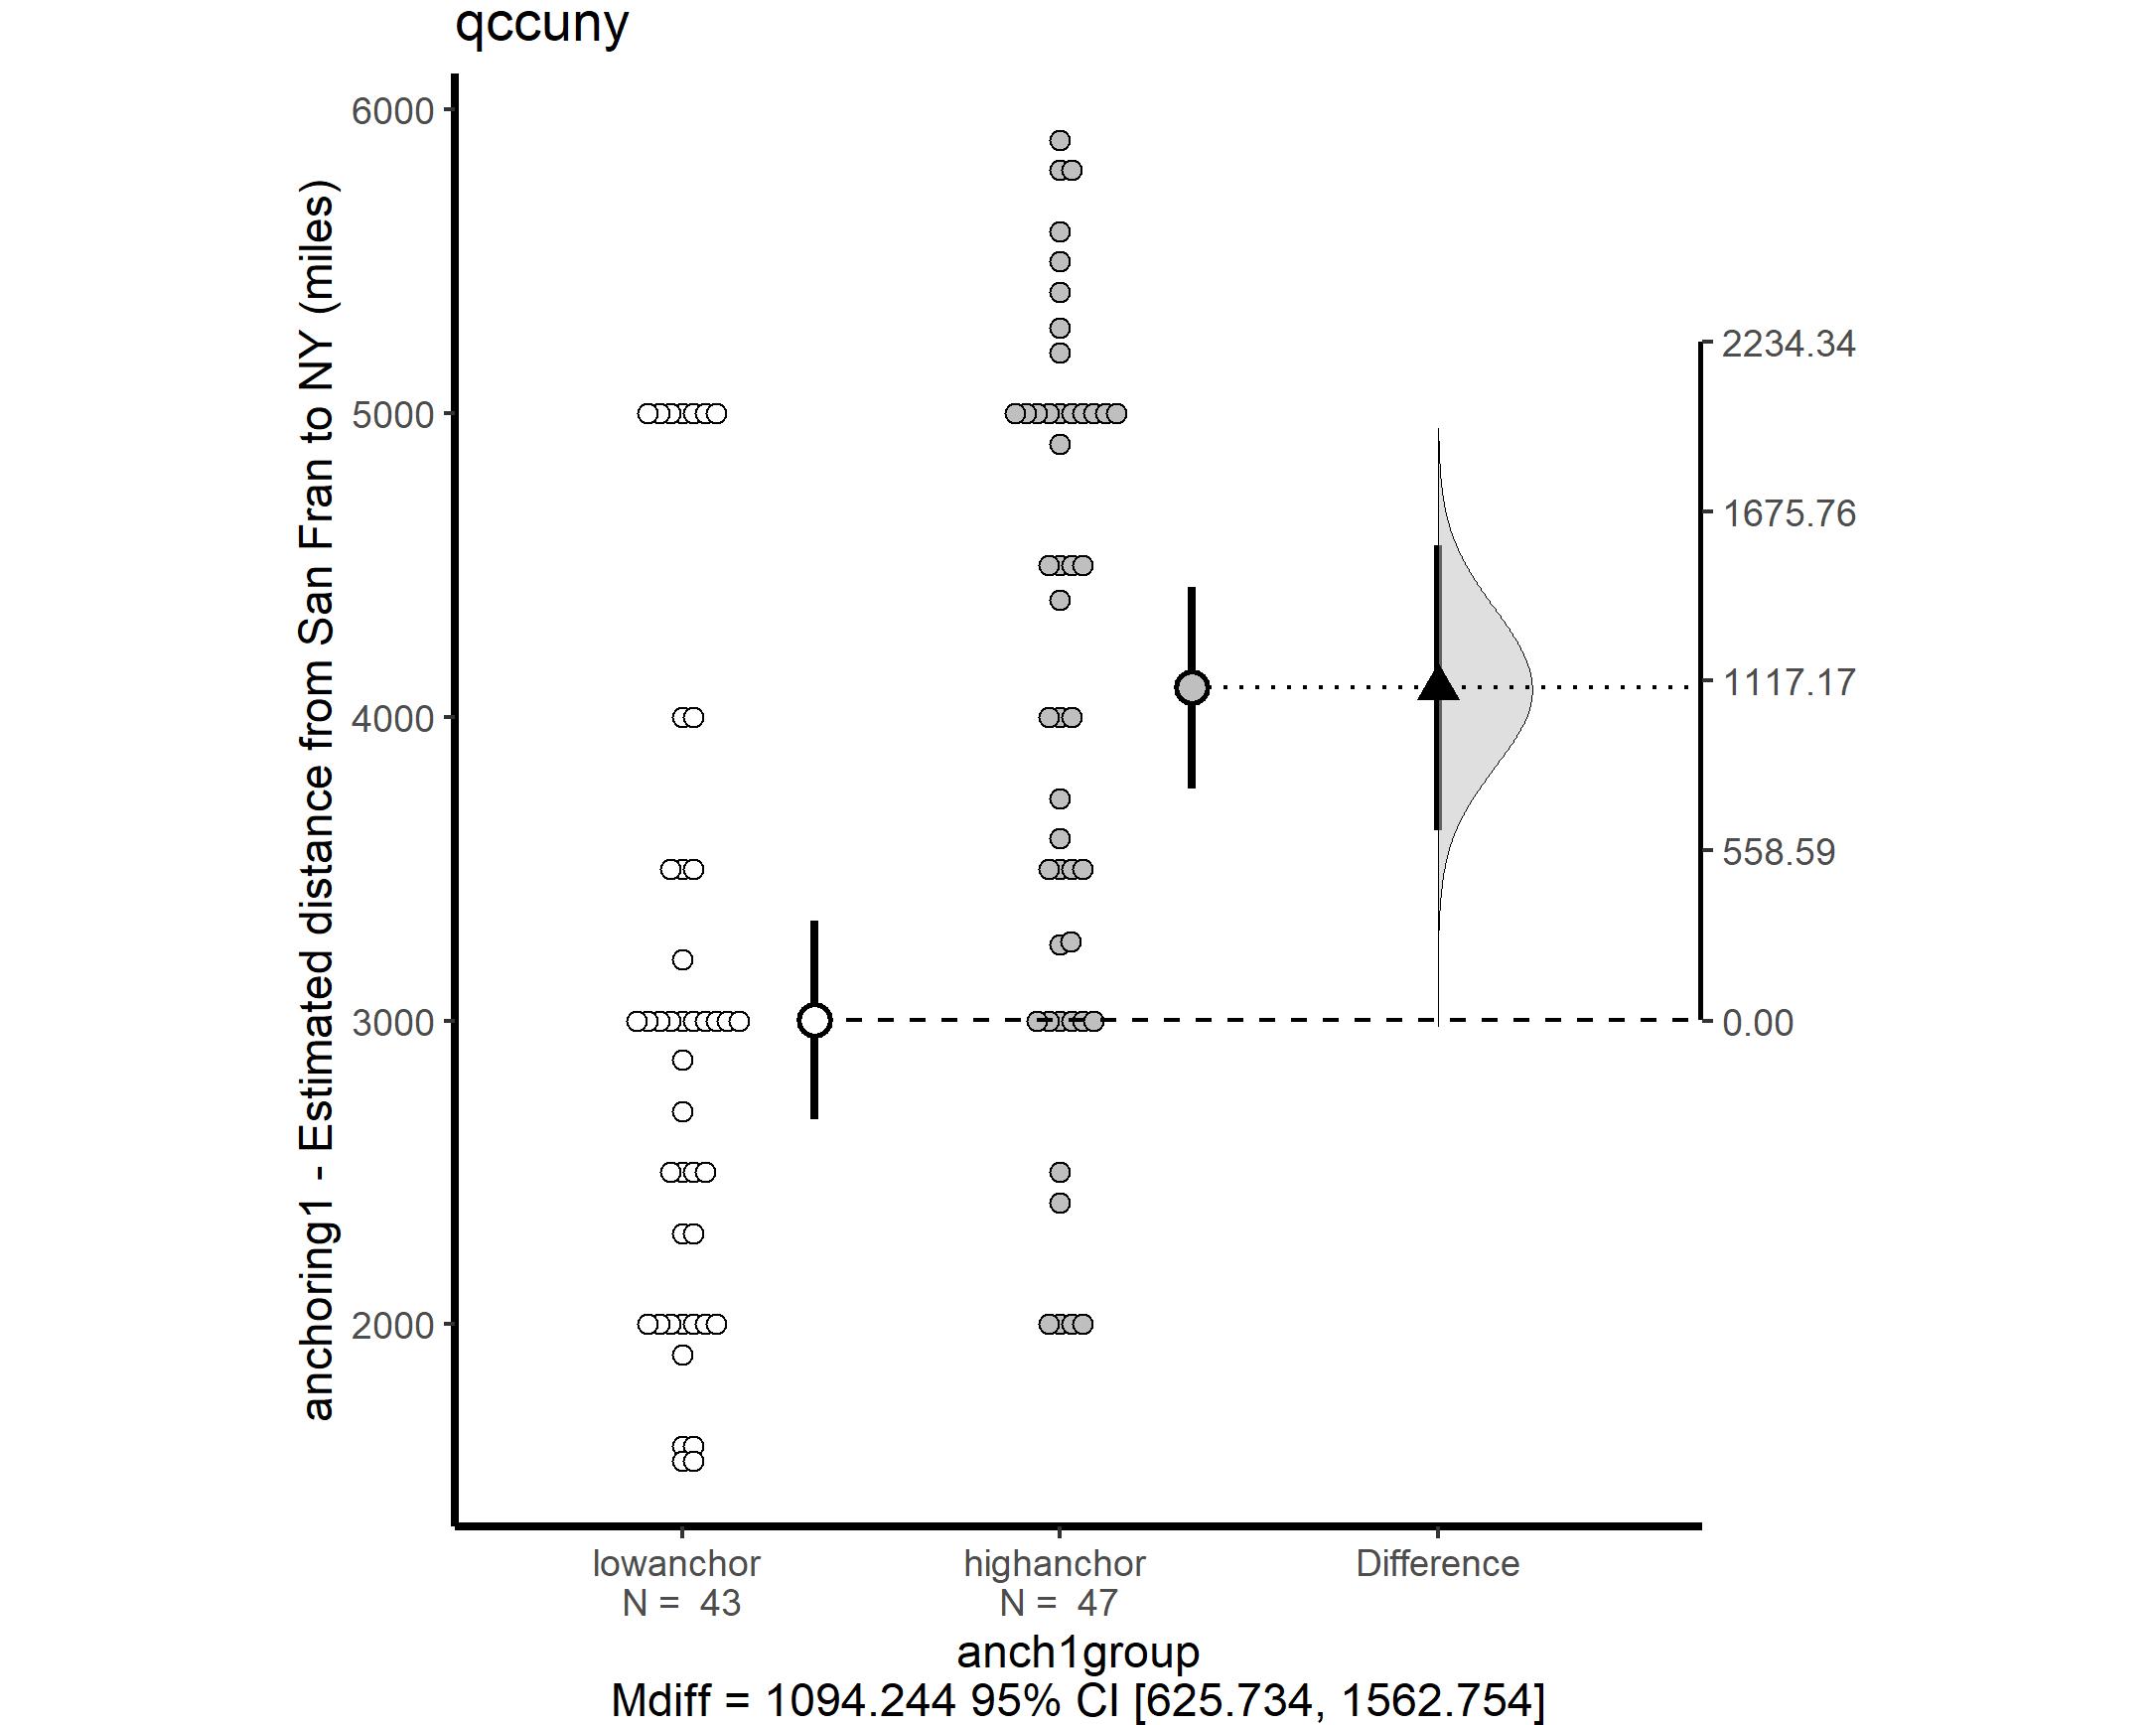 qccuny
anchoring1 - Estimated distance from San Fran to NY (miles)
6000
5000
4000
3000
2000
2234.34
1675.76
1117.17
558.59
0.00
lowanchor
N =  43
highanchor
N =  47
Difference
anch1group
Mdiff = 1094.244 95% CI [625.734, 1562.754]